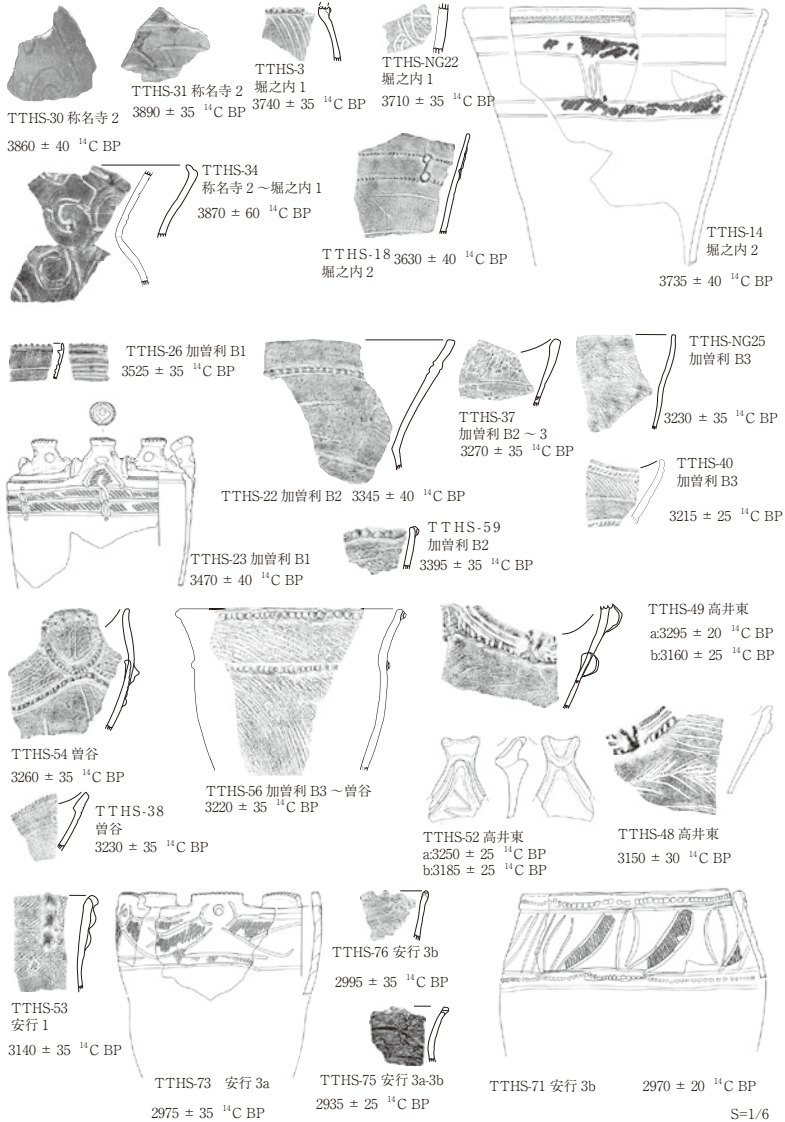 TTHS-30 称名寺 2
3860 ± 40 ¹⁴C BP
TTHS-31 称名寺 2
3890 ± 35 ¹⁴C BP
TTHS-3
堀之内 1
3740 ± 35 ¹⁴C BP
TTHS-NG22
堀之内 1
3710 ± 35 ¹⁴C BP
TTHS-34
称名寺 2 ～堀之内 1
3870 ± 60 ¹⁴C BP
TTHS-18 3630 ± 40 ¹⁴C BP
堀之内 2
TTHS-14
堀之内 2
3735 ± 40 ¹⁴C BP
TTHS-26 加曽利 B1
3525 ± 35 ¹⁴C BP
TTHS-23 加曽利 B1
3470 ± 40 ¹⁴C BP
TTHS-22 加曽利 B2 3345 ± 40 ¹⁴C BP
TTHS-37
加曽利 B2 ～ 3
3270 ± 35 ¹⁴C BP
TTHS-NG25
加曽利 B3
3230 ± 35 ¹⁴C BP
TTHS-40
加曽利 B3
3215 ± 25 ¹⁴C BP
TTHS-59
加曽利 B2
3395 ± 35 ¹⁴C BP
TTHS-54 曽谷
3260 ± 35 ¹⁴C BP
TTHS-38
曽谷
3230 ± 35 ¹⁴C BP
TTHS-56 加曽利 B3 ～曽谷
3220 ± 35 ¹⁴C BP
TTHS-49 高井東
a:3295 ± 20 ¹⁴C BP
b:3160 ± 25 ¹⁴C BP
TTHS-52 高井東
a:3250 ± 25 ¹⁴C BP
b:3185 ± 25 ¹⁴C BP
TTHS-48 高井東
3150 ± 30 ¹⁴C BP
TTHS-53
安行 1
3140 ± 35 ¹⁴C BP
TTHS-73 安行 3a
2975 ± 35 ¹⁴C BP
TTHS-76 安行 3b
2995 ± 35 ¹⁴C BP
TTHS-75 安行 3a-3b
2935 ± 25 ¹⁴C BP
TTHS-71 安行 3b 2970 ± 20 ¹⁴C BP
S=1/6